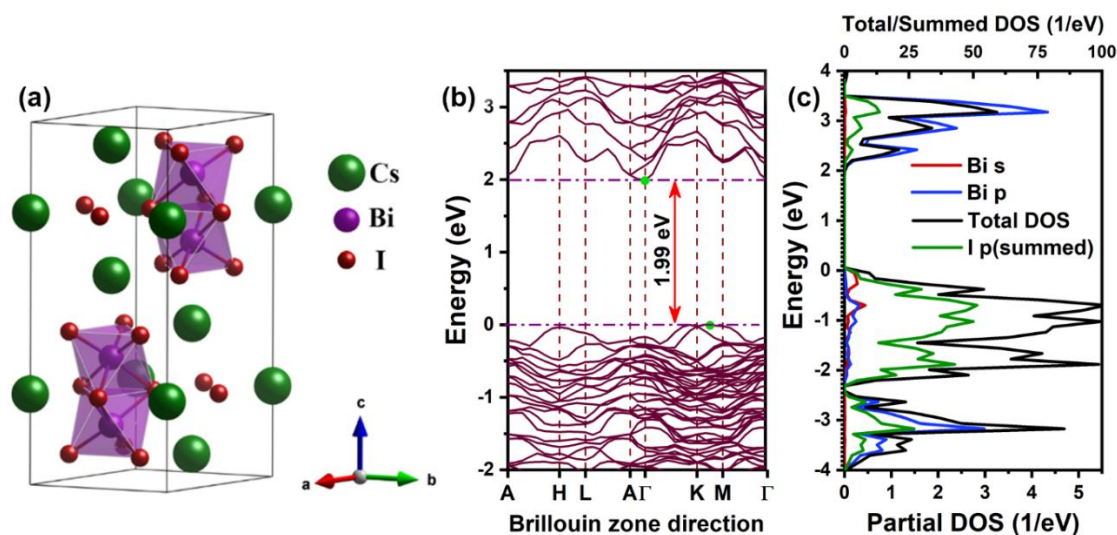 (a)
Cs
Bi
I
c
a
b
(b)
Energy (eV)
3
2
1
0
-1
-2
1.99 eV
A H L A Γ K M Γ
Brillouin zone direction
Total/Summed DOS (1/eV)
0 25 50 75 100
(c)
Energy (eV)
4
3
2
1
0
-1
-2
-3
-4
Bi s
Bi p
Total DOS
I p(summed)
0 1 2 3 4 5
Partial DOS (1/eV)